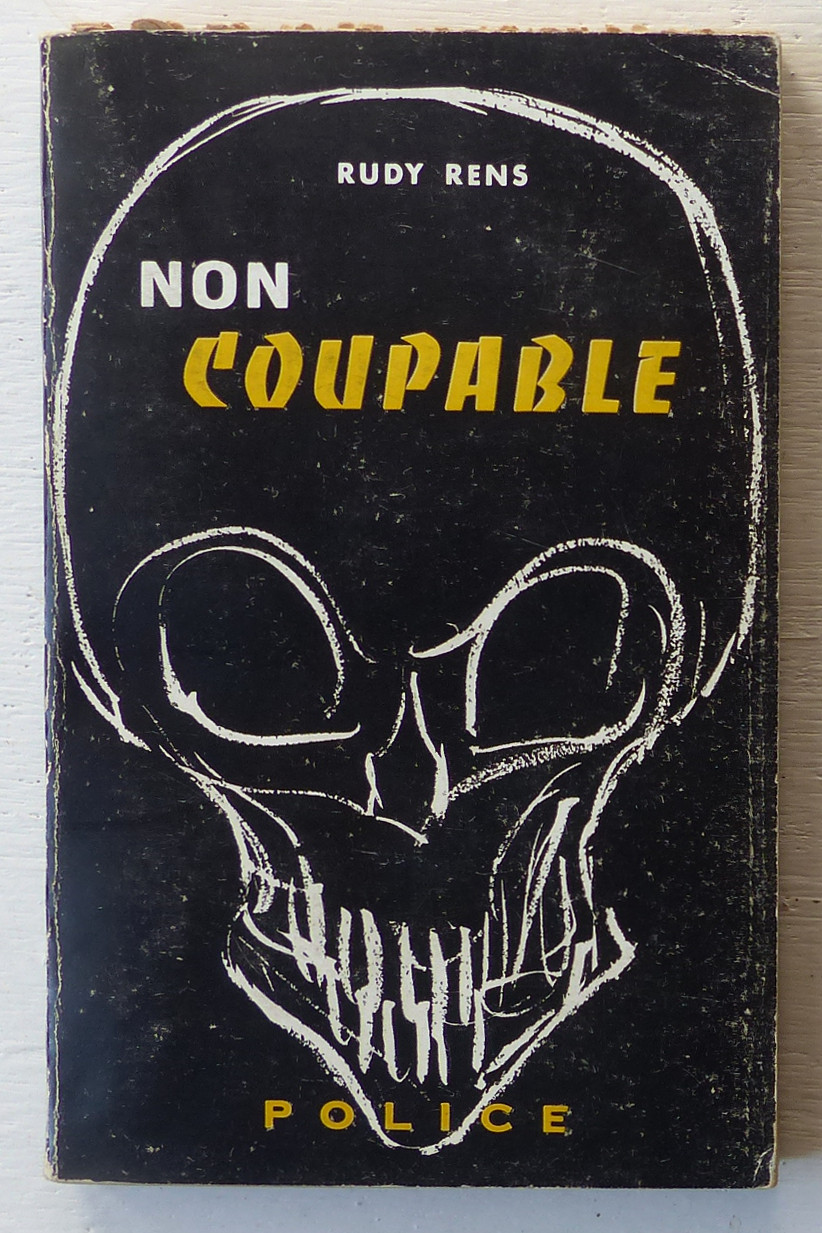 RUDY RENS
NON
COUPABLE
POLICE